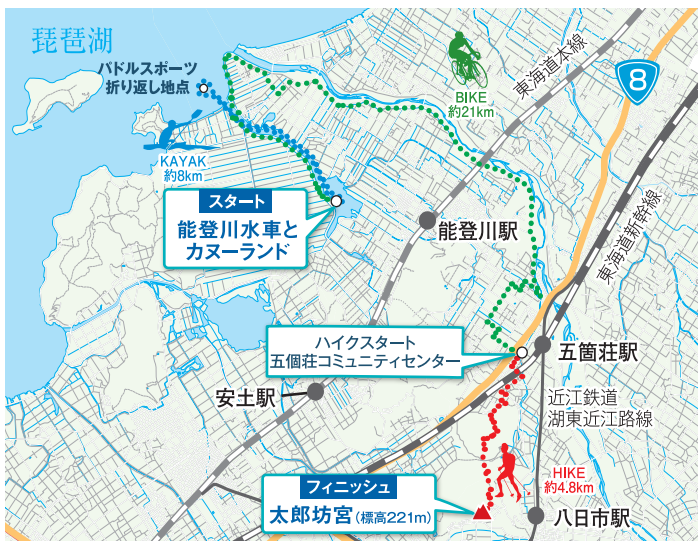 琵琶湖
パドルスポーツ
折り返し地点
KAYAK
約8km
BIKE
約21km
東海道本線
8
スタート
能登川水車と
カヌーランド
能登川駅
東海道新幹線
ハイクスタート
五個荘コミュニティセンター
五箇荘駅
安土駅
近江鉄道
湖東近江路線
HIKE
約4.8km
フィニッシュ
太郎坊宮(標高221m)
八日市駅